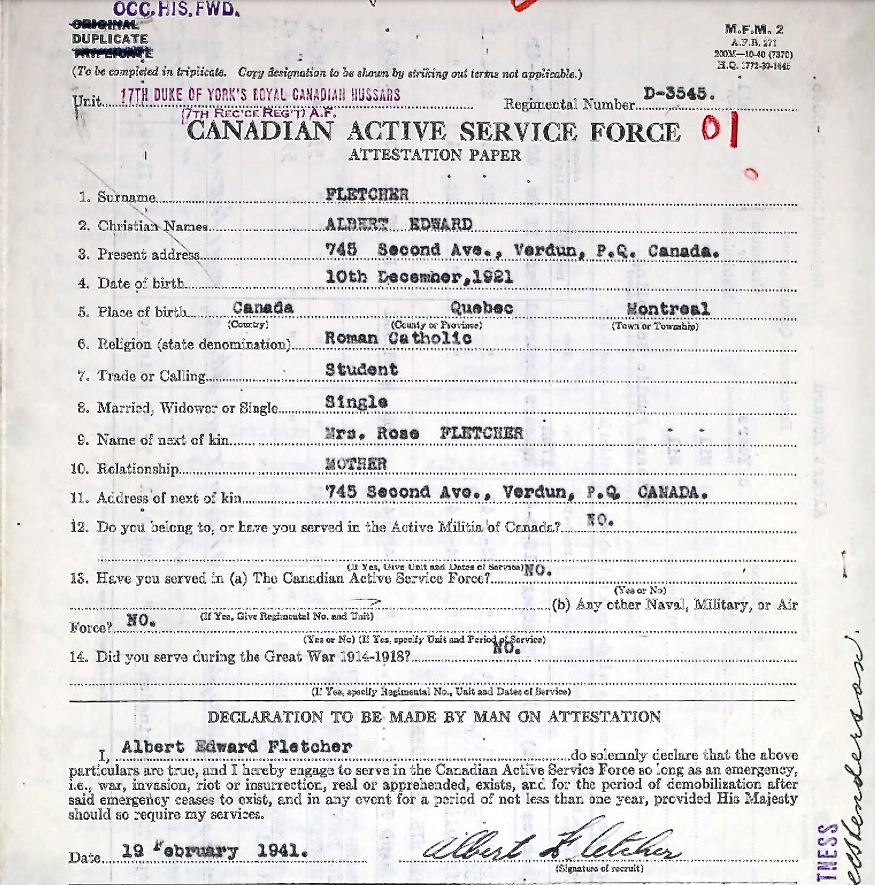 OCC. HIS. FWD.
ORIGINAL
DUPLICATE
TRIPLICATE
M.F.M. 2
A.F.B. 271
200M—10-40 (7370)
H.Q. 1772-39-1645
(To be completed in triplicate. Copy designation to be shown by striking out terms not applicable.)
Unit 17TH DUKE OF YORK'S ROYAL CANADIAN HUSSARS Regimental Number D-3545.
(7TH REC'CE REG'T) A.F.
CANADIAN ACTIVE SERVICE FORCE 01
ATTESTATION PAPER
1. Surname FLETCHER
2. Christian Names ALBERT EDWARD
3. Present address 745 Second Ave., Verdun, P.Q. Canada.
4. Date of birth 10th December,1921
5. Place of birth Canada Quebec Montreal
(Country) (County or Province) (Town or Township)
6. Religion (state denomination) Roman Catholic
7. Trade or Calling Student
8. Married, Widower or Single Single
9. Name of next of kin Mrs. Rose FLETCHER
10. Relationship MOTHER
11. Address of next of kin 745 Second Ave., Verdun, P.Q. CANADA.
12. Do you belong to, or have you served in the Active Militia of Canada? NO.
(If Yes, Give Unit and Dates of Service)
13. Have you served in (a) The Canadian Active Service Force? NO.
(Yes or No)
(b) Any other Naval, Military, or Air
(If Yes, Give Regimental No. and Unit)
Force? NO.
(Yes or No) (If Yes, specify Unit and Period of Service)
14. Did you serve during the Great War 1914-1918? NO.
(If Yes, specify Regimental No., Unit and Dates of Service)
DECLARATION TO BE MADE BY MAN ON ATTESTATION
I, Albert Edward Fletcher do solemnly declare that the above
particulars are true, and I hereby engage to serve in the Canadian Active Service Force so long as an emergency,
i.e., war, invasion, riot or insurrection, real or apprehended, exists, and for the period of demobilization after
said emergency ceases to exist, and in any event for a period of not less than one year, provided His Majesty
should so require my services.
Date 19 February 1941. Albert Fletcher
(Signature of recruit)
TNESS